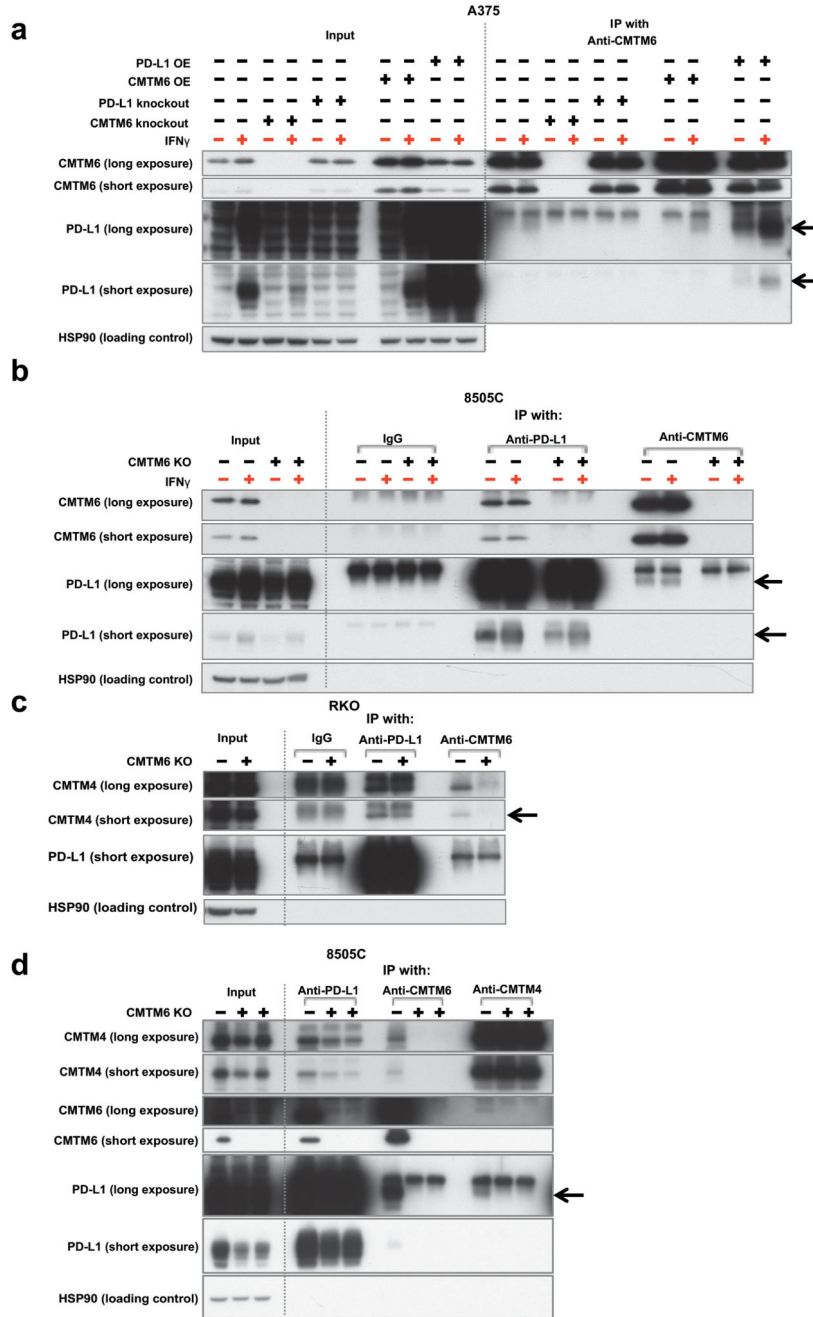 A375
a
Input
IP with
Anti-CMTM6
PD-L1 OE − − − − − − − − + + − − − − − − − − + +
CMTM6 OE − − − − − − + + − − − − − − − − + + − −
PD-L1 knockout − − − − + + − − − − − − − − + + − − − −
CMTM6 knockout − − + + − − − − − − − − + + − − − − − −
IFNγ − + − + − + − + − + − + − + − + − + − +
CMTM6 (long exposure)
CMTM6 (short exposure)
PD-L1 (long exposure)
PD-L1 (short exposure)
HSP90 (loading control)
b
8505C
IP with:
Input IgG Anti-PD-L1 Anti-CMTM6
CMTM6 KO − − + + − − + + − − + + − − + +
IFNγ − + − + − + − + − + − + − + − +
CMTM6 (long exposure)
CMTM6 (short exposure)
PD-L1 (long exposure)
PD-L1 (short exposure)
HSP90 (loading control)
c
RKO
IP with:
Input IgG Anti-PD-L1 Anti-CMTM6
CMTM6 KO − + − + − + − +
CMTM4 (long exposure)
CMTM4 (short exposure)
PD-L1 (short exposure)
HSP90 (loading control)
d
8505C
IP with:
Input Anti-PD-L1 Anti-CMTM6 Anti-CMTM4
CMTM6 KO − + + − + + − + + − + +
CMTM4 (long exposure)
CMTM4 (short exposure)
CMTM6 (long exposure)
CMTM6 (short exposure)
PD-L1 (long exposure)
PD-L1 (short exposure)
HSP90 (loading control)